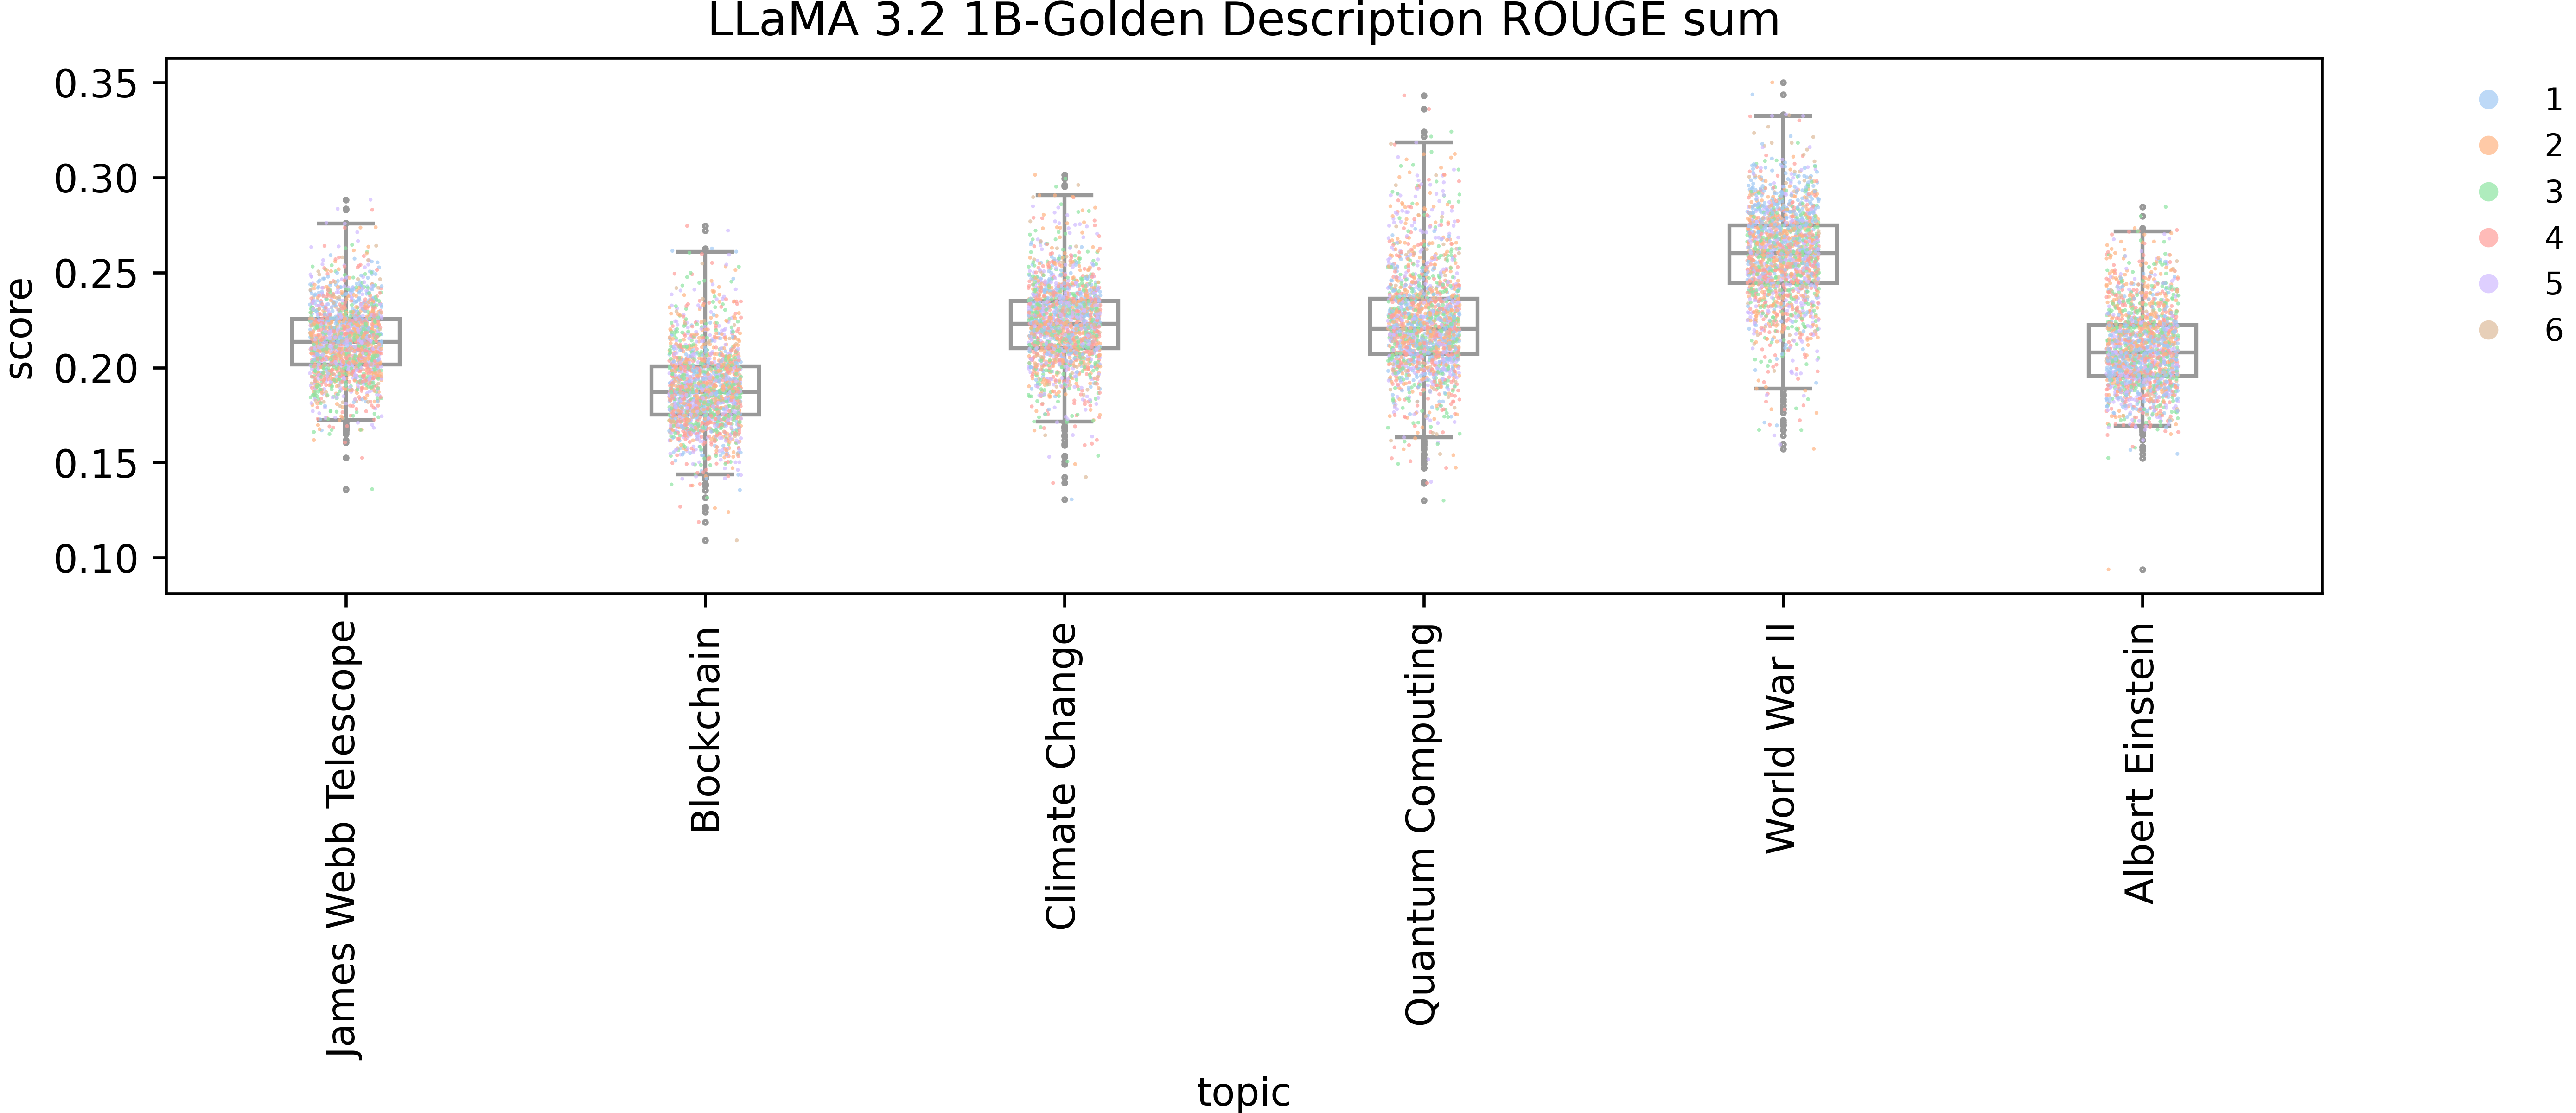 LLaMA 3.2 1B-Golden Description ROUGE sum
0.35
0.30
0.25
0.20
0.15
0.10
score
1
2
3
4
5
6
James Webb Telescope
Blockchain
Climate Change
Quantum Computing
World War II
Albert Einstein
topic